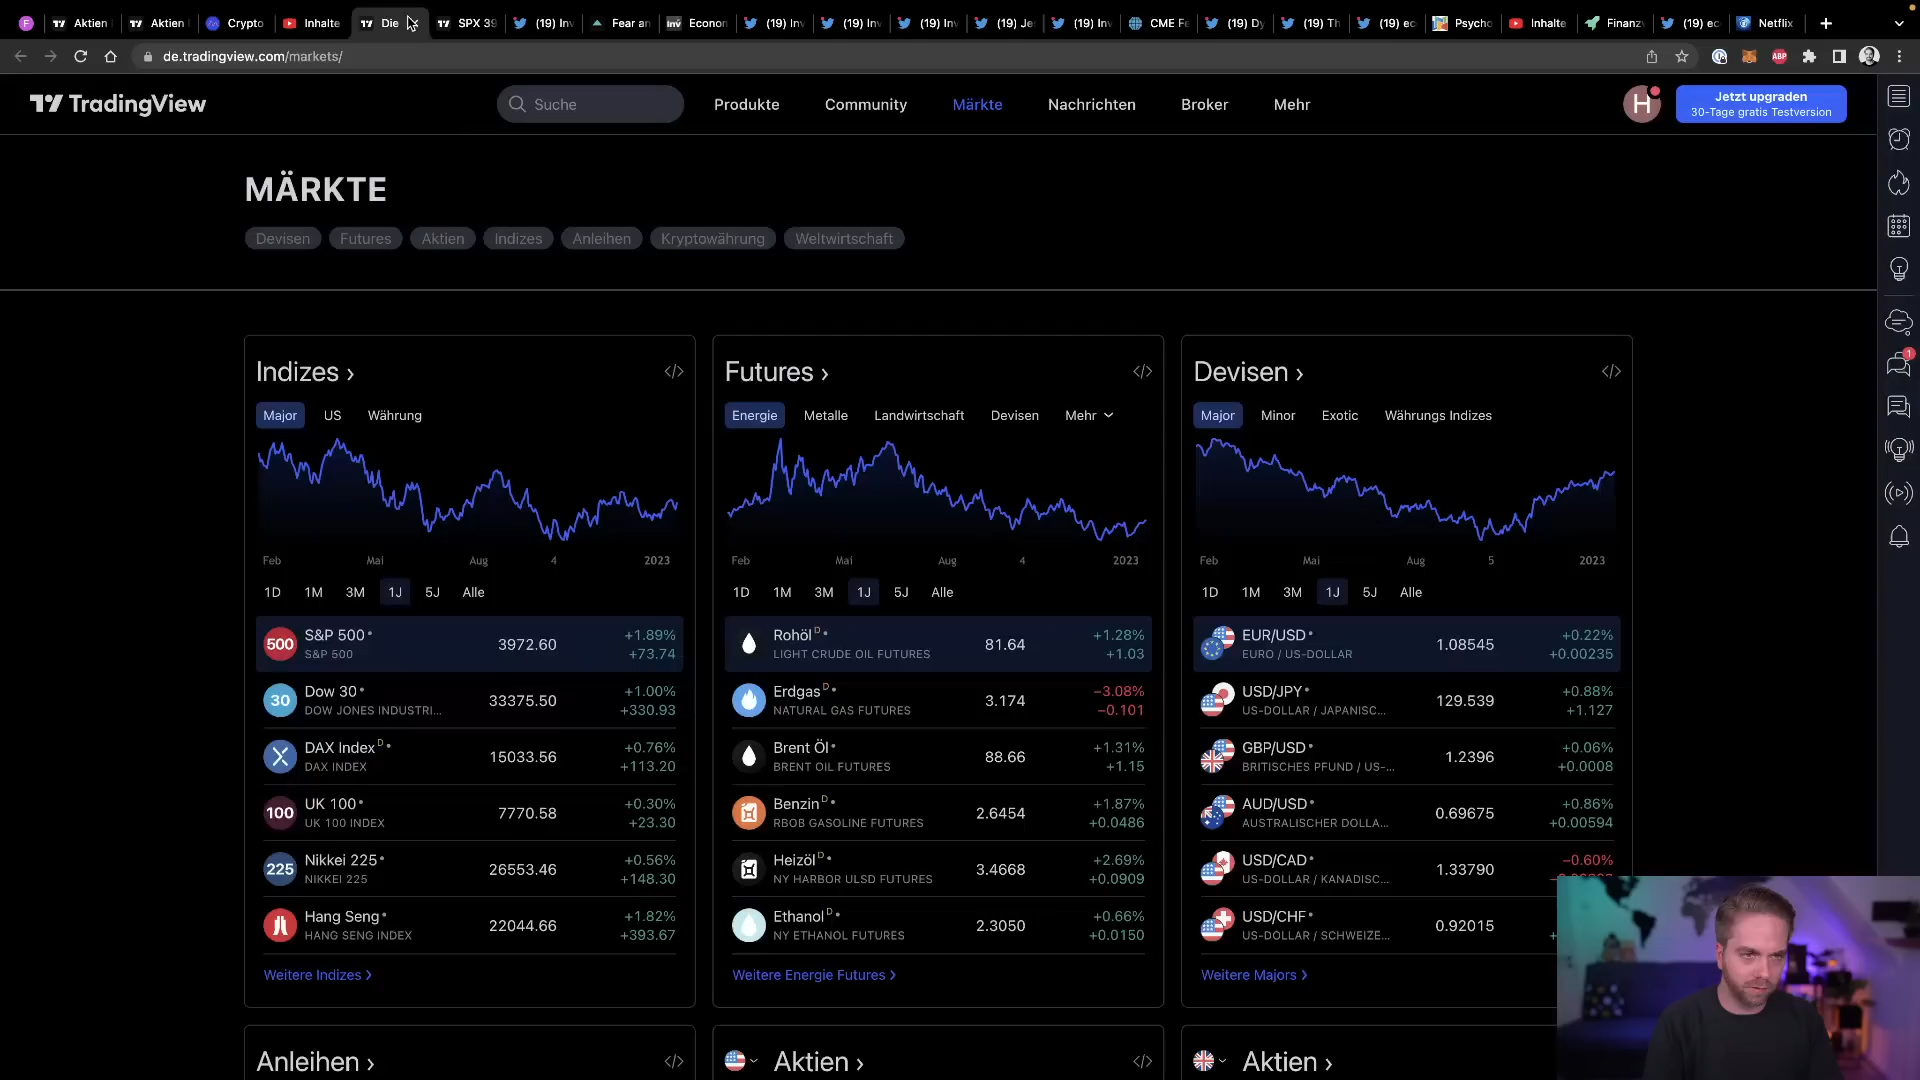 Aktien
Aktien
Crypto
Inhalte
Die
SPX 39
(19) Inv
Fear an
Econon
(19) Inv
(19) Inv
(19) Inv
(19) Je
(19) Inv
CME Fe
(19) Dy
(19) Th
(19) ec
Psycho
Inhalte
Finanz
(19) ec
Netflix
de.tradingview.com/markets/
TradingView
Suche
Produkte
Community
Märkte
Nachrichten
Broker
Mehr
H
Jetzt upgraden
30-Tage gratis Testversion
MÄRKTE
Devisen
Futures
Aktien
Indizes
Anleihen
Kryptowährung
Weltwirtschaft
Indizes ›
Major US Währung
Feb Mai Aug 4 2023
1D 1M 3M 1J 5J Alle
500 S&P 500 3972.60 +1.89%
S&P 500 +73.74
30 Dow 30 33375.50 +1.00%
DOW JONES INDUSTRI... +330.93
DAX Index D 15033.56 +0.76%
DAX INDEX +113.20
100 UK 100 7770.58 +0.30%
UK 100 INDEX +23.30
225 Nikkei 225 26553.46 +0.56%
NIKKEI 225 +148.30
Hang Seng 22044.66 +1.82%
HANG SENG INDEX +393.67
Weitere Indizes ›
Futures ›
Energie Metalle Landwirtschaft Devisen Mehr
Feb Mai Aug 4 2023
1D 1M 3M 1J 5J Alle
Rohöl D 81.64 +1.28%
LIGHT CRUDE OIL FUTURES +1.03
Erdgas D 3.174 −3.08%
NATURAL GAS FUTURES −0.101
Brent Öl 88.66 +1.31%
BRENT OIL FUTURES +1.15
Benzin D 2.6454 +1.87%
RBOB GASOLINE FUTURES +0.0486
Heizöl D 3.4668 +2.69%
NY HARBOR ULSD FUTURES +0.0909
Ethanol D 2.3050 +0.66%
NY ETHANOL FUTURES +0.0150
Weitere Energie Futures ›
Devisen ›
Major Minor Exotic Währungs Indizes
Feb Mai Aug 5 2023
1D 1M 3M 1J 5J Alle
EUR/USD 1.08545 +0.22%
EURO / US-DOLLAR +0.00235
USD/JPY 129.539 +0.88%
US-DOLLAR / JAPANISC... +1.127
GBP/USD 1.2396 +0.06%
BRITISCHES PFUND / US-... +0.0008
AUD/USD 0.69675 +0.86%
AUSTRALISCHER DOLLA... +0.00594
USD/CAD 1.33790 −0.60%
US-DOLLAR / KANADISC...
USD/CHF 0.92015
US-DOLLAR / SCHWEIZE...
Weitere Majors ›
Anleihen ›
Aktien ›
Aktien ›
ABP
1